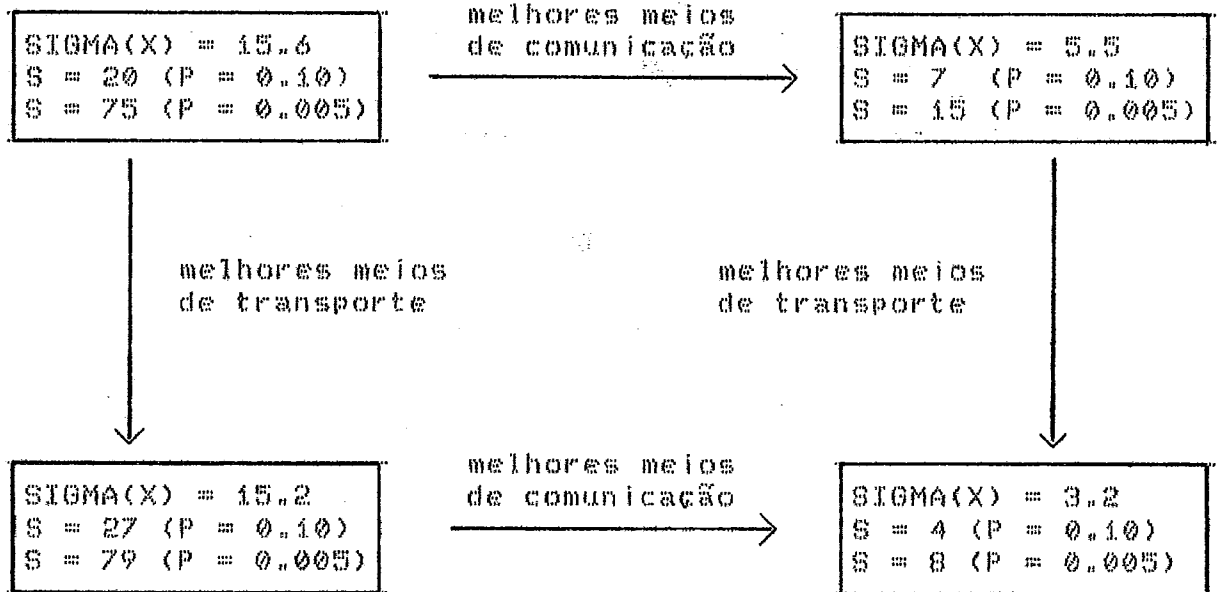 melhores meios
de comunicação
SIGMA(X) = 15.6
S = 20 (P = 0.10)
S = 75 (P = 0.005)
SIGMA(X) = 5.5
S = 7 (P = 0.10)
S = 15 (P = 0.005)
melhores meios
de transporte
melhores meios
de transporte
SIGMA(X) = 15.2
S = 27 (P = 0.10)
S = 79 (P = 0.005)
melhores meios
de comunicação
SIGMA(X) = 3.2
S = 4 (P = 0.10)
S = 8 (P = 0.005)